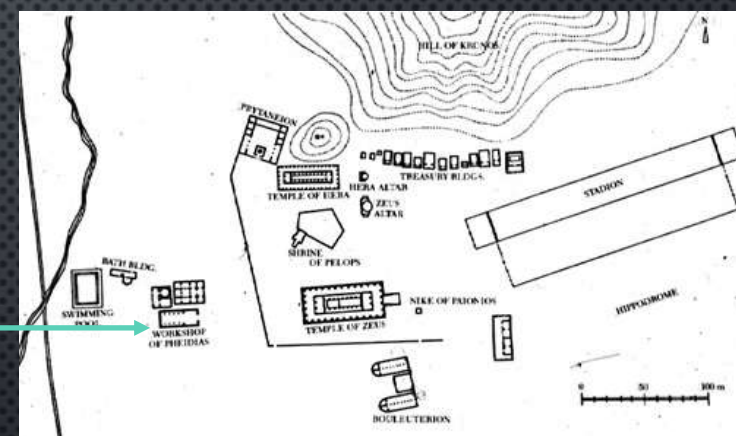 N
HILL OF KRONOS
PRYTANEION
TREASURY BLDGS.
HERA ALTAR
TEMPLE OF HERA
ZEUS
ALTAR
STADION
SHRINE
OF PELOPS
BATH BLDG.
SWIMMING
POOL
WORKSHOP
OF PHEIDIAS
NIKE OF PAIONIOS
TEMPLE OF ZEUS
HIPPODROME
BOULEUTERION
0 50 100 m